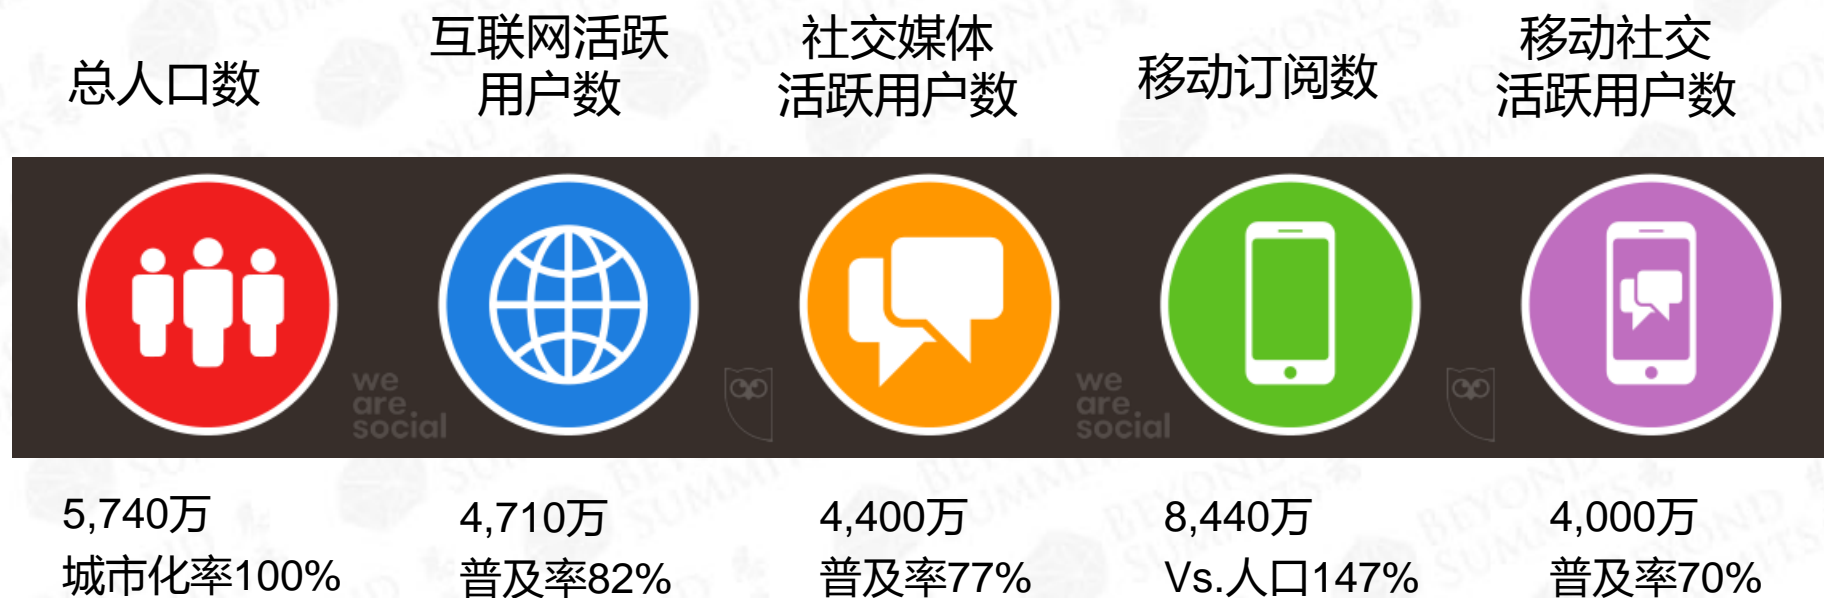 总人口数
互联网活跃
用户数
社交媒体
活跃用户数
移动订阅数
移动社交
活跃用户数
we
are
social
we
are
social
5,740万
城市化率100%
4,710万
普及率82%
4,400万
普及率77%
8,440万
Vs.人口147%
4,000万
普及率70%
BEYOND
SUMMITS